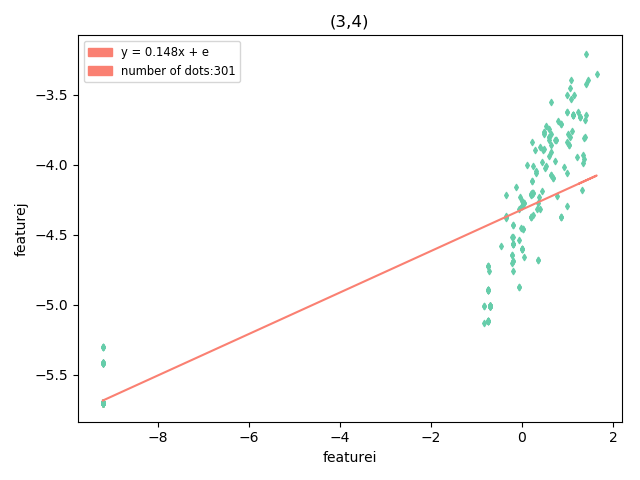 (3,4)
y = 0.148x + e
number of dots:301
−3.5
−4.0
−4.5
−5.0
−5.5
featurej
−8 −6 −4 −2 0 2
featurei